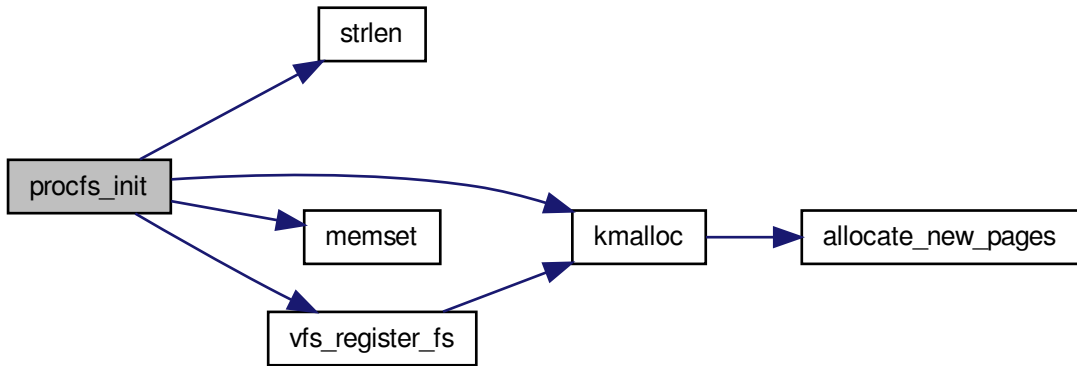 strlen
procfs_init
memset
kmalloc
allocate_new_pages
vfs_register_fs